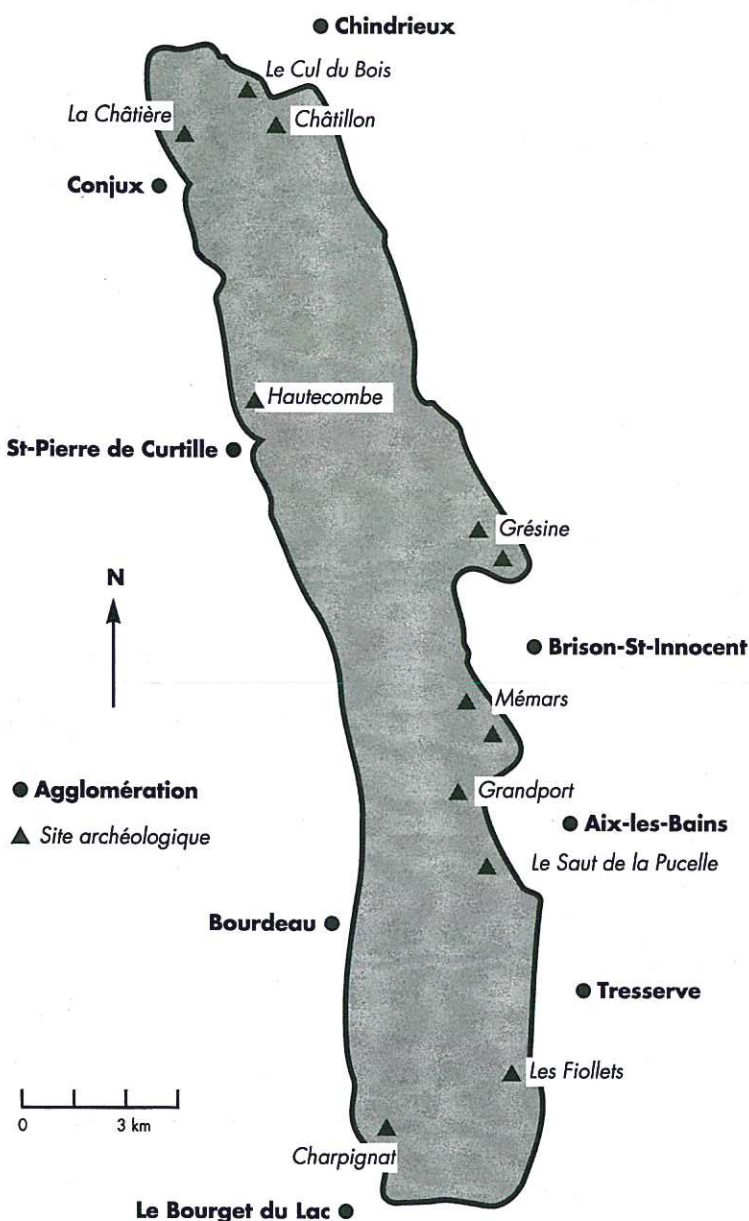 Chindrieux
Le Cul du Bois
La Châtière
Châtillon
Conjux
Hautecombe
St-Pierre de Curtille
Grésine
N
Brison-St-Innocent
Mémars
Agglomération
Grandport
Site archéologique
Aix-les-Bains
Le Saut de la Pucelle
Bourdeau
Tresserve
Les Fiollets
0 3 km
Charpignat
Le Bourget du Lac